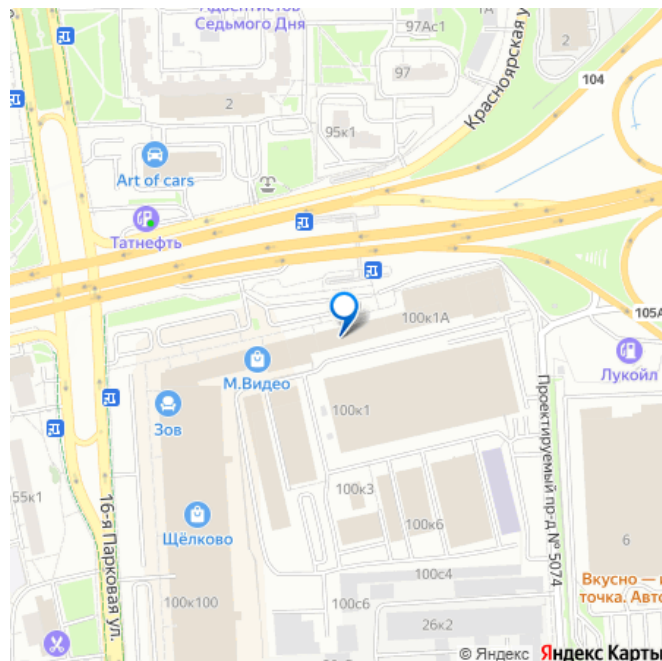 Адвентистов
Седьмого Дня
1А
97Ас1
2
97
2
Красноярская у
104
95к1
Art of cars
Татнефть
100к1А
105А
М.Видео
Лукойл
Зов
100к1
Проектируемый пр-д № 5074
55к1
16-я Парковая ул.
100к3
100к6
Щёлково
6
100с4
Вкусно — и
точка. Авто
100к100
100с6
26к2
© Яндекс Яндекс Карты